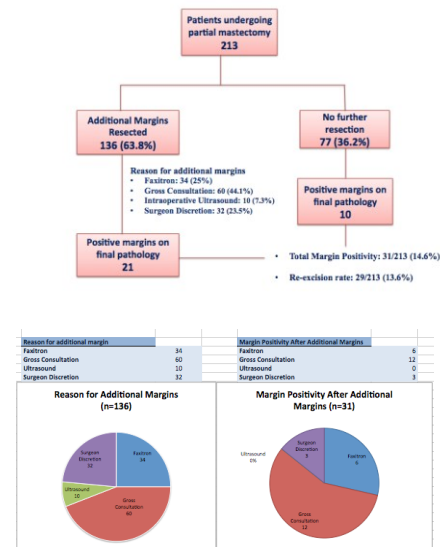 Patients undergoing
partial mastectomy
213
Additional Margins
Resected
136 (63.8%)
No further
resection
77 (36.2%)
Reason for additional margins
• Faxitron: 34 (25%)
• Gross Consultation: 60 (44.1%)
• Intraoperative Ultrasound: 10 (7.3%)
• Surgeon Discretion: 32 (23.5%)
Positive margins on
final pathology
10
Positive margins on
final pathology
21
• Total Margin Positivity: 31/213 (14.6%)
• Re-excision rate: 29/213 (13.6%)
Reason for additional margin
Faxitron 34
Gross Consultation 60
Ultrasound 10
Surgeon Discretion 32
Margin Positivity After Additional Margins
Faxitron 6
Gross Consultation 12
Ultrasound 0
Surgeon Discretion 3
Reason for Additional Margins
(n=136)
Surgeon
Discretion
32
Faxitron
34
Ultrasound
10
Gross
Consultation
60
Margin Positivity After Additional
Margins (n=31)
Ultrasound
0%
Surgeon
Discretion
3
Faxitron
6
Gross
Consultation
12